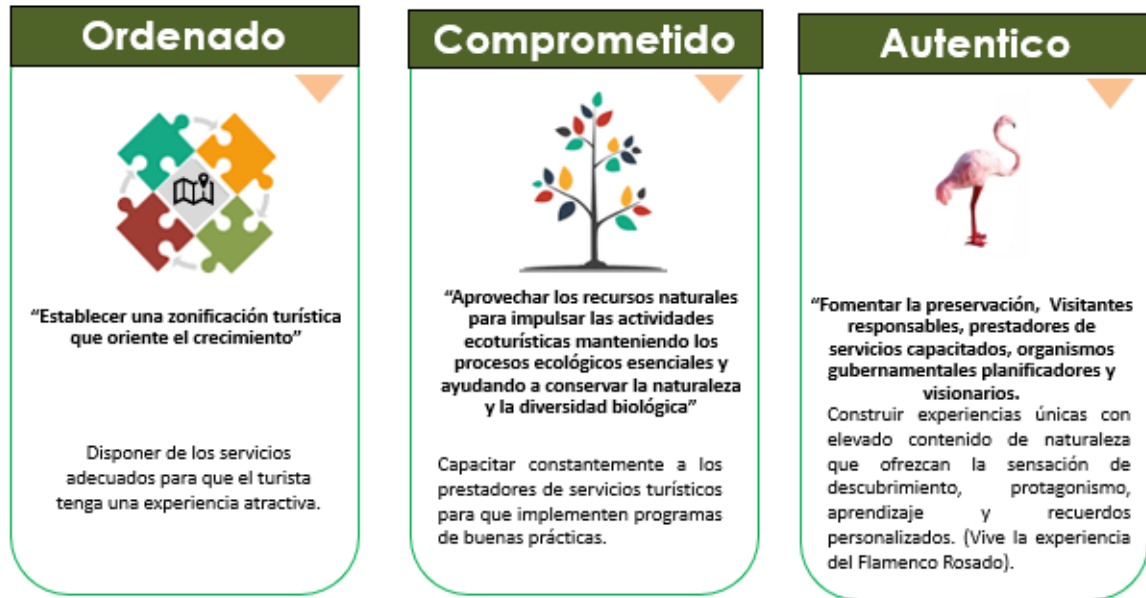 Ordenado
“Establecer una zonificación turística
que oriente el crecimiento”
Disponer de los servicios
adecuados para que el turista
tenga una experiencia atractiva.
Comprometido
“Aprovechar los recursos naturales
para impulsar las actividades
ecoturísticas manteniendo los
procesos ecológicos esenciales y
ayudando a conservar la naturaleza
y la diversidad biológica”
Capacitar constantemente a los
prestadores de servicios turísticos
para que implementen programas
de buenas prácticas.
Autentico
“Fomentar la preservación, Visitantes
responsables, prestadores de
servicios capacitados, organismos
gubernamentales planificadores y
visionarios.
Construir experiencias únicas con
elevado contenido de naturaleza
que ofrezcan la sensación de
descubrimiento, protagonismo,
aprendizaje y recuerdos
personalizados. (Vive la experiencia
del Flamenco Rosado).